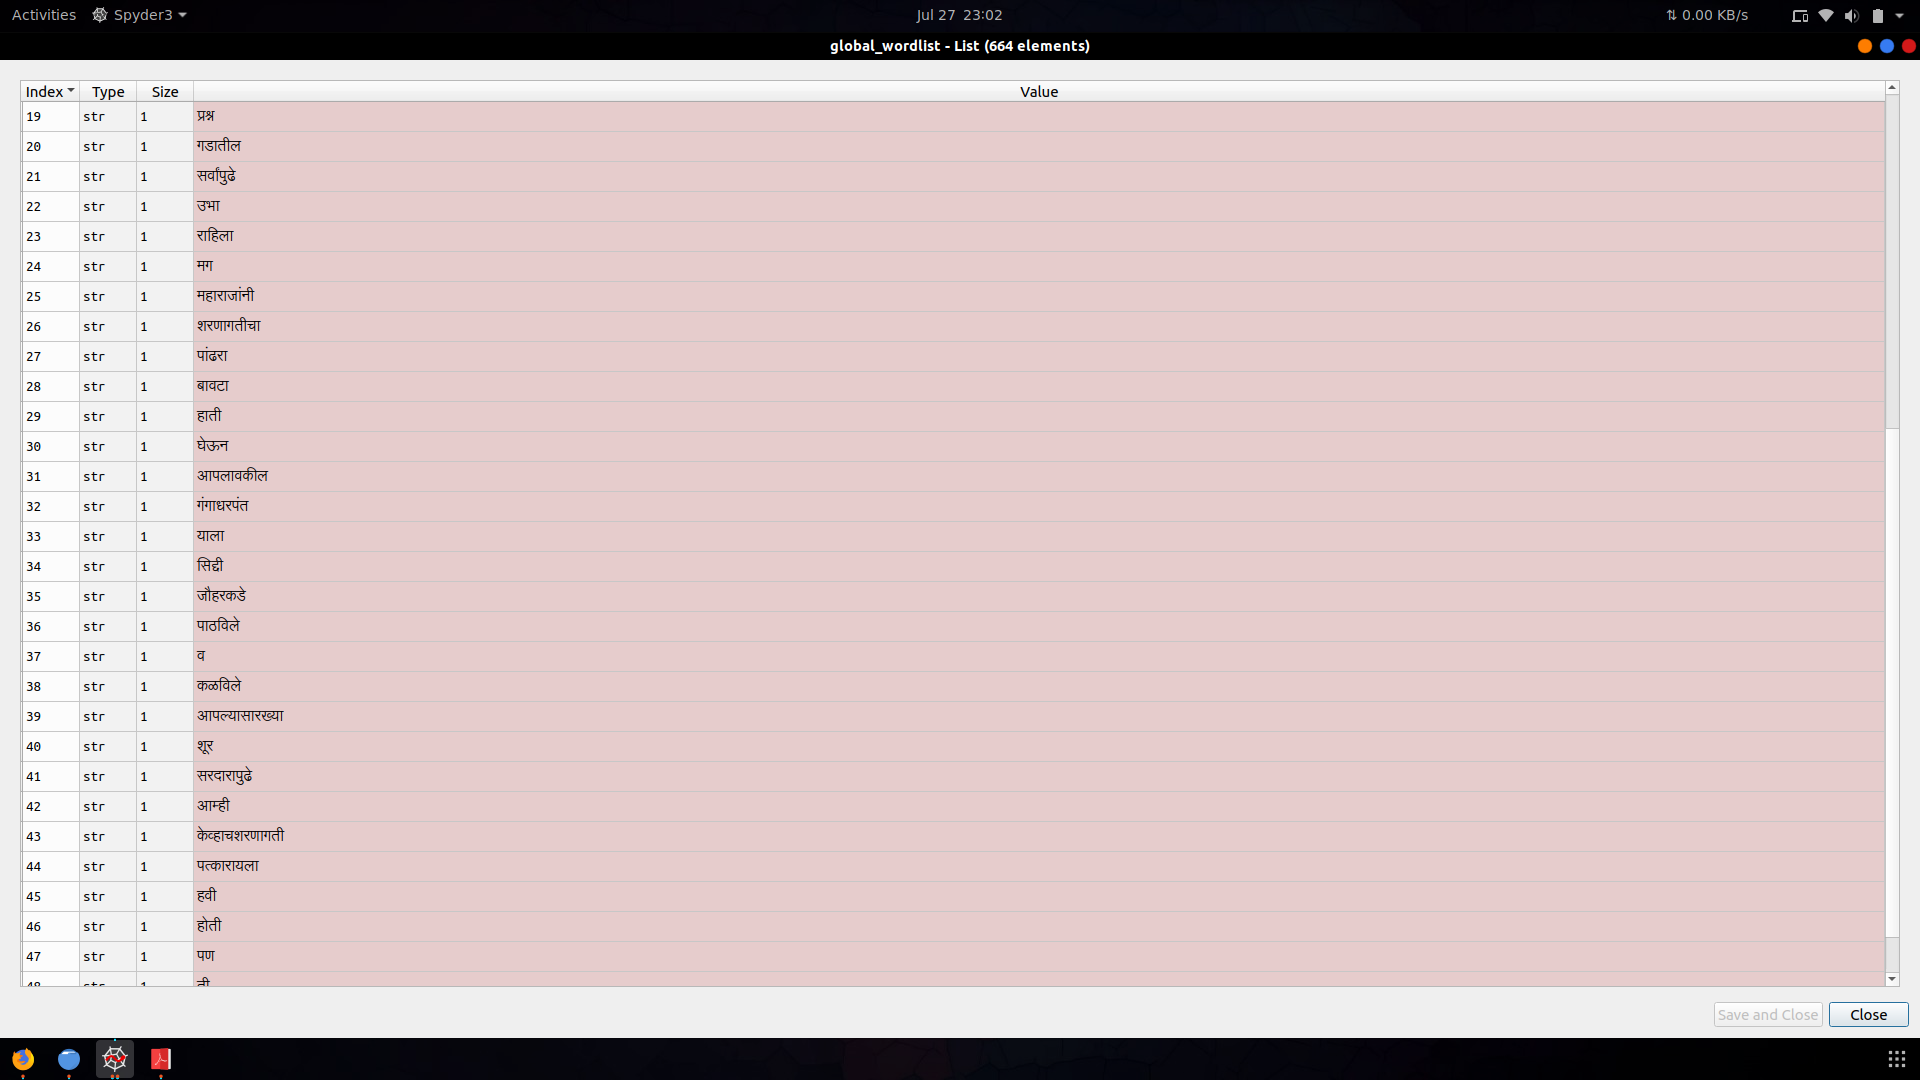 Activities Spyder3 Jul 27 23:02 0.00 KB/s
global_wordlist - List (664 elements)
Index Type Size Value
19 str 1 प्रश्न
20 str 1 गडातील
21 str 1 सर्वांपुढे
22 str 1 उभा
23 str 1 राहिला
24 str 1 मग
25 str 1 महाराजांनी
26 str 1 शरणागतीचा
27 str 1 पांढरा
28 str 1 बावटा
29 str 1 हाती
30 str 1 घेऊन
31 str 1 आपलावकील
32 str 1 गंगाधरपंत
33 str 1 याला
34 str 1 सिद्दी
35 str 1 जौहरकडे
36 str 1 पाठविले
37 str 1 व
38 str 1 कळविले
39 str 1 आपल्यासारख्या
40 str 1 शूर
41 str 1 सरदारापुढे
42 str 1 आम्ही
43 str 1 केव्हाचशरणागती
44 str 1 पत्कारायला
45 str 1 हवी
46 str 1 होती
47 str 1 पण
48 str 1 ती
Save and Close Close